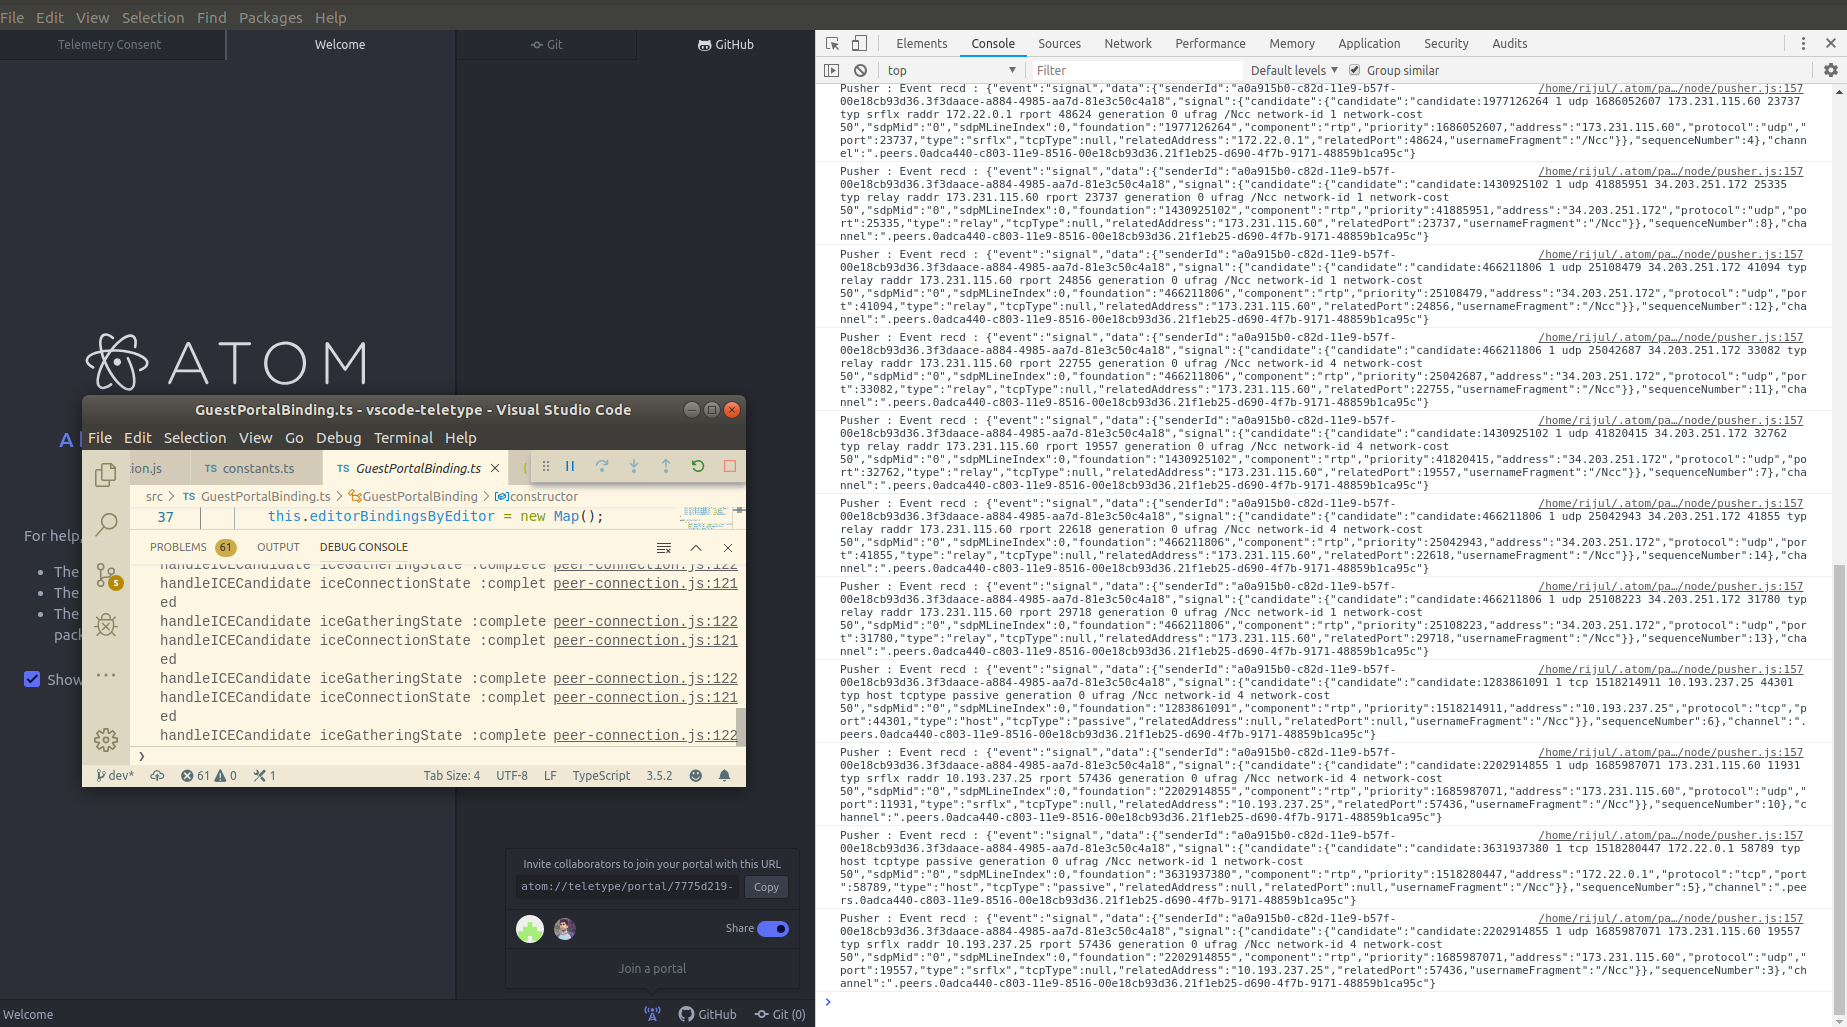 File Edit View Selection Find Packages Help
Telemetry Consent
Welcome
Git
GitHub
ATOM
A
For help,
The
The
The
pack
Show
GuestPortalBinding.ts - vscode-teletype - Visual Studio Code
File Edit Selection View Go Debug Terminal Help
ion.js
TS constants.ts
TS GuestPortalBinding.ts
src > TS GuestPortalBinding.ts > GuestPortalBinding > constructor
37 this.editorBindingsByEditor = new Map();
PROBLEMS 61 OUTPUT DEBUG CONSOLE
handleICECandidate iceGatheringState :complete peer-connection.js:122
handleICECandidate iceConnectionState :complet peer-connection.js:121
ed
handleICECandidate iceGatheringState :complete peer-connection.js:122
handleICECandidate iceConnectionState :complet peer-connection.js:121
ed
handleICECandidate iceGatheringState :complete peer-connection.js:122
handleICECandidate iceConnectionState :complet peer-connection.js:121
ed
handleICECandidate iceGatheringState :complete peer-connection.js:122
5
dev* 61 0 1 Tab Size: 4 UTF-8 LF TypeScript 3.5.2
Invite collaborators to join your portal with this URL
atom://teletype/portal/7775d219- Copy
Share
Join a portal
Welcome GitHub Git (0)
Elements Console Sources Network Performance Memory Application Security Audits
top Filter Default levels Group similar
Pusher : Event recd : {"event":"signal","data":{"senderId":"a0a915b0-c82d-11e9-b57f- /home/rijul/.atom/pa…/node/pusher.js:157
00e18cb93d36.3f3daace-a884-4985-aa7d-81e3c50c4a18","signal":{"candidate":{"candidate":"candidate:1977126264 1 udp 1686052607 173.231.115.60 23737
typ srflx raddr 172.22.0.1 rport 48624 generation 0 ufrag /Ncc network-id 1 network-cost
50","sdpMid":"0","sdpMLineIndex":0,"foundation":"1977126264","component":"rtp","priority":1686052607,"address":"173.231.115.60","protocol":"udp","
port":23737,"type":"srflx","tcpType":null,"relatedAddress":"172.22.0.1","relatedPort":48624,"usernameFragment":"/Ncc"}},"sequenceNumber":4},"chann
el":".peers.0adca440-c803-11e9-8516-00e18cb93d36.21f1eb25-d690-4f7b-9171-48859b1ca95c"}
Pusher : Event recd : {"event":"signal","data":{"senderId":"a0a915b0-c82d-11e9-b57f- /home/rijul/.atom/pa…/node/pusher.js:157
00e18cb93d36.3f3daace-a884-4985-aa7d-81e3c50c4a18","signal":{"candidate":{"candidate":"candidate:1430925102 1 udp 41885951 34.203.251.172 25335
typ relay raddr 173.231.115.60 rport 23737 generation 0 ufrag /Ncc network-id 1 network-cost
50","sdpMid":"0","sdpMLineIndex":0,"foundation":"1430925102","component":"rtp","priority":41885951,"address":"34.203.251.172","protocol":"udp","po
rt":25335,"type":"relay","tcpType":null,"relatedAddress":"173.231.115.60","relatedPort":23737,"usernameFragment":"/Ncc"}},"sequenceNumber":8},"cha
nnel":".peers.0adca440-c803-11e9-8516-00e18cb93d36.21f1eb25-d690-4f7b-9171-48859b1ca95c"}
Pusher : Event recd : {"event":"signal","data":{"senderId":"a0a915b0-c82d-11e9-b57f- /home/rijul/.atom/pa…/node/pusher.js:157
00e18cb93d36.3f3daace-a884-4985-aa7d-81e3c50c4a18","signal":{"candidate":{"candidate":"candidate:466211806 1 udp 25108479 34.203.251.172 41094 typ
relay raddr 173.231.115.60 rport 24856 generation 0 ufrag /Ncc network-id 1 network-cost
50","sdpMid":"0","sdpMLineIndex":0,"foundation":"466211806","component":"rtp","priority":25108479,"address":"34.203.251.172","protocol":"udp","por
t":41094,"type":"relay","tcpType":null,"relatedAddress":"173.231.115.60","relatedPort":24856,"usernameFragment":"/Ncc"}},"sequenceNumber":12},"cha
nnel":".peers.0adca440-c803-11e9-8516-00e18cb93d36.21f1eb25-d690-4f7b-9171-48859b1ca95c"}
Pusher : Event recd : {"event":"signal","data":{"senderId":"a0a915b0-c82d-11e9-b57f- /home/rijul/.atom/pa…/node/pusher.js:157
00e18cb93d36.3f3daace-a884-4985-aa7d-81e3c50c4a18","signal":{"candidate":{"candidate":"candidate:466211806 1 udp 25042687 34.203.251.172 33082 typ
relay raddr 173.231.115.60 rport 22755 generation 0 ufrag /Ncc network-id 4 network-cost
50","sdpMid":"0","sdpMLineIndex":0,"foundation":"466211806","component":"rtp","priority":25042687,"address":"34.203.251.172","protocol":"udp","por
t":33082,"type":"relay","tcpType":null,"relatedAddress":"173.231.115.60","relatedPort":22755,"usernameFragment":"/Ncc"}},"sequenceNumber":11},"cha
nnel":".peers.0adca440-c803-11e9-8516-00e18cb93d36.21f1eb25-d690-4f7b-9171-48859b1ca95c"}
Pusher : Event recd : {"event":"signal","data":{"senderId":"a0a915b0-c82d-11e9-b57f- /home/rijul/.atom/pa…/node/pusher.js:157
00e18cb93d36.3f3daace-a884-4985-aa7d-81e3c50c4a18","signal":{"candidate":{"candidate":"candidate:1430925102 1 udp 41820415 34.203.251.172 32762
typ relay raddr 173.231.115.60 rport 19557 generation 0 ufrag /Ncc network-id 4 network-cost
50","sdpMid":"0","sdpMLineIndex":0,"foundation":"1430925102","component":"rtp","priority":41820415,"address":"34.203.251.172","protocol":"udp","po
rt":32762,"type":"relay","tcpType":null,"relatedAddress":"173.231.115.60","relatedPort":19557,"usernameFragment":"/Ncc"}},"sequenceNumber":7},"cha
nnel":".peers.0adca440-c803-11e9-8516-00e18cb93d36.21f1eb25-d690-4f7b-9171-48859b1ca95c"}
Pusher : Event recd : {"event":"signal","data":{"senderId":"a0a915b0-c82d-11e9-b57f- /home/rijul/.atom/pa…/node/pusher.js:157
00e18cb93d36.3f3daace-a884-4985-aa7d-81e3c50c4a18","signal":{"candidate":{"candidate":"candidate:466211806 1 udp 25042943 34.203.251.172 41855 typ
relay raddr 173.231.115.60 rport 22618 generation 0 ufrag /Ncc network-id 4 network-cost
50","sdpMid":"0","sdpMLineIndex":0,"foundation":"466211806","component":"rtp","priority":25042943,"address":"34.203.251.172","protocol":"udp","por
t":41855,"type":"relay","tcpType":null,"relatedAddress":"173.231.115.60","relatedPort":22618,"usernameFragment":"/Ncc"}},"sequenceNumber":14},"cha
nnel":".peers.0adca440-c803-11e9-8516-00e18cb93d36.21f1eb25-d690-4f7b-9171-48859b1ca95c"}
Pusher : Event recd : {"event":"signal","data":{"senderId":"a0a915b0-c82d-11e9-b57f- /home/rijul/.atom/pa…/node/pusher.js:157
00e18cb93d36.3f3daace-a884-4985-aa7d-81e3c50c4a18","signal":{"candidate":{"candidate":"candidate:466211806 1 udp 25108223 34.203.251.172 31780 typ
relay raddr 173.231.115.60 rport 29718 generation 0 ufrag /Ncc network-id 1 network-cost
50","sdpMid":"0","sdpMLineIndex":0,"foundation":"466211806","component":"rtp","priority":25108223,"address":"34.203.251.172","protocol":"udp","por
t":31780,"type":"relay","tcpType":null,"relatedAddress":"173.231.115.60","relatedPort":29718,"usernameFragment":"/Ncc"}},"sequenceNumber":13},"cha
nnel":".peers.0adca440-c803-11e9-8516-00e18cb93d36.21f1eb25-d690-4f7b-9171-48859b1ca95c"}
Pusher : Event recd : {"event":"signal","data":{"senderId":"a0a915b0-c82d-11e9-b57f- /home/rijul/.atom/pa…/node/pusher.js:157
00e18cb93d36.3f3daace-a884-4985-aa7d-81e3c50c4a18","signal":{"candidate":{"candidate":"candidate:1283861091 1 tcp 1518214911 10.193.237.25 44301
typ host tcptype passive generation 0 ufrag /Ncc network-id 4 network-cost
50","sdpMid":"0","sdpMLineIndex":0,"foundation":"1283861091","component":"rtp","priority":1518214911,"address":"10.193.237.25","protocol":"tcp","p
ort":44301,"type":"host","tcpType":"passive","relatedAddress":null,"relatedPort":null,"usernameFragment":"/Ncc"}},"sequenceNumber":6},"channel":".
peers.0adca440-c803-11e9-8516-00e18cb93d36.21f1eb25-d690-4f7b-9171-48859b1ca95c"}
Pusher : Event recd : {"event":"signal","data":{"senderId":"a0a915b0-c82d-11e9-b57f- /home/rijul/.atom/pa…/node/pusher.js:157
00e18cb93d36.3f3daace-a884-4985-aa7d-81e3c50c4a18","signal":{"candidate":{"candidate":"candidate:2202914855 1 udp 1685987071 173.231.115.60 11931
typ srflx raddr 10.193.237.25 rport 57436 generation 0 ufrag /Ncc network-id 4 network-cost
50","sdpMid":"0","sdpMLineIndex":0,"foundation":"2202914855","component":"rtp","priority":1685987071,"address":"173.231.115.60","protocol":"udp","
port":11931,"type":"srflx","tcpType":null,"relatedAddress":"10.193.237.25","relatedPort":57436,"usernameFragment":"/Ncc"}},"sequenceNumber":10},"c
hannel":".peers.0adca440-c803-11e9-8516-00e18cb93d36.21f1eb25-d690-4f7b-9171-48859b1ca95c"}
Pusher : Event recd : {"event":"signal","data":{"senderId":"a0a915b0-c82d-11e9-b57f- /home/rijul/.atom/pa…/node/pusher.js:157
00e18cb93d36.3f3daace-a884-4985-aa7d-81e3c50c4a18","signal":{"candidate":{"candidate":"candidate:3631937380 1 tcp 1518280447 172.22.0.1 58789 typ
host tcptype passive generation 0 ufrag /Ncc network-id 1 network-cost
50","sdpMid":"0","sdpMLineIndex":0,"foundation":"3631937380","component":"rtp","priority":1518280447,"address":"172.22.0.1","protocol":"tcp","port
":58789,"type":"host","tcpType":"passive","relatedAddress":null,"relatedPort":null,"usernameFragment":"/Ncc"}},"sequenceNumber":5},"channel":".pee
rs.0adca440-c803-11e9-8516-00e18cb93d36.21f1eb25-d690-4f7b-9171-48859b1ca95c"}
Pusher : Event recd : {"event":"signal","data":{"senderId":"a0a915b0-c82d-11e9-b57f- /home/rijul/.atom/pa…/node/pusher.js:157
00e18cb93d36.3f3daace-a884-4985-aa7d-81e3c50c4a18","signal":{"candidate":{"candidate":"candidate:2202914855 1 udp 1685987071 173.231.115.60 19557
typ srflx raddr 10.193.237.25 rport 57436 generation 0 ufrag /Ncc network-id 4 network-cost
50","sdpMid":"0","sdpMLineIndex":0,"foundation":"2202914855","component":"rtp","priority":1685987071,"address":"173.231.115.60","protocol":"udp","
port":19557,"type":"srflx","tcpType":null,"relatedAddress":"10.193.237.25","relatedPort":57436,"usernameFragment":"/Ncc"}},"sequenceNumber":3},"ch
annel":".peers.0adca440-c803-11e9-8516-00e18cb93d36.21f1eb25-d690-4f7b-9171-48859b1ca95c"}